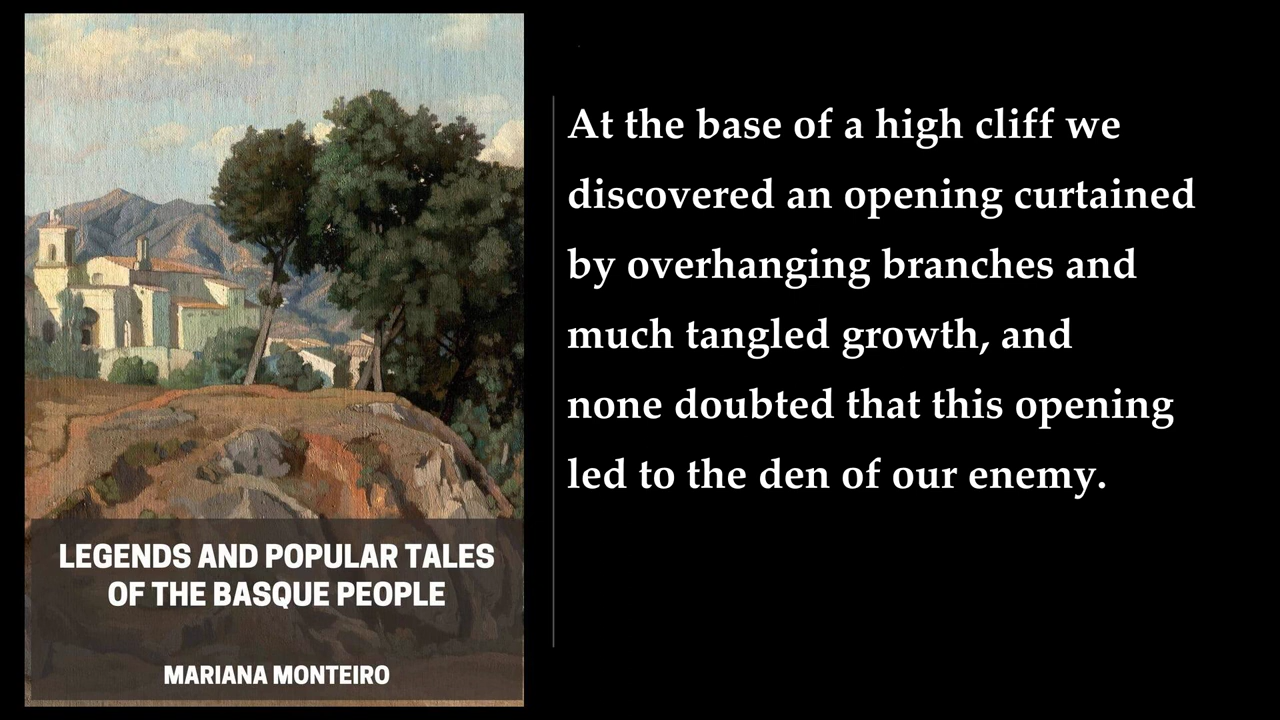 At the base of a high cliff we
discovered an opening curtained
by overhanging branches and
much tangled growth, and
none doubted that this opening
led to the den of our enemy.
LEGENDS AND POPULAR TALES
OF THE BASQUE PEOPLE
MARIANA MONTEIRO